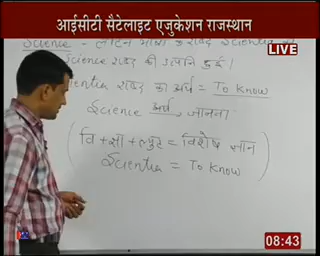 आईसीटी सैटेलाइट एजुकेशन राजस्थान
LIVE
Science - लैटिन भाषा के शब्द Scientia से
Science शब्द की उत्पत्ति हुई।
Scientia शब्द का अर्थ = To Know
Science अर्थ, जानना
वि + ज्ञा + ल्युट = विशेष ज्ञान
Scientia = To Know
08:43